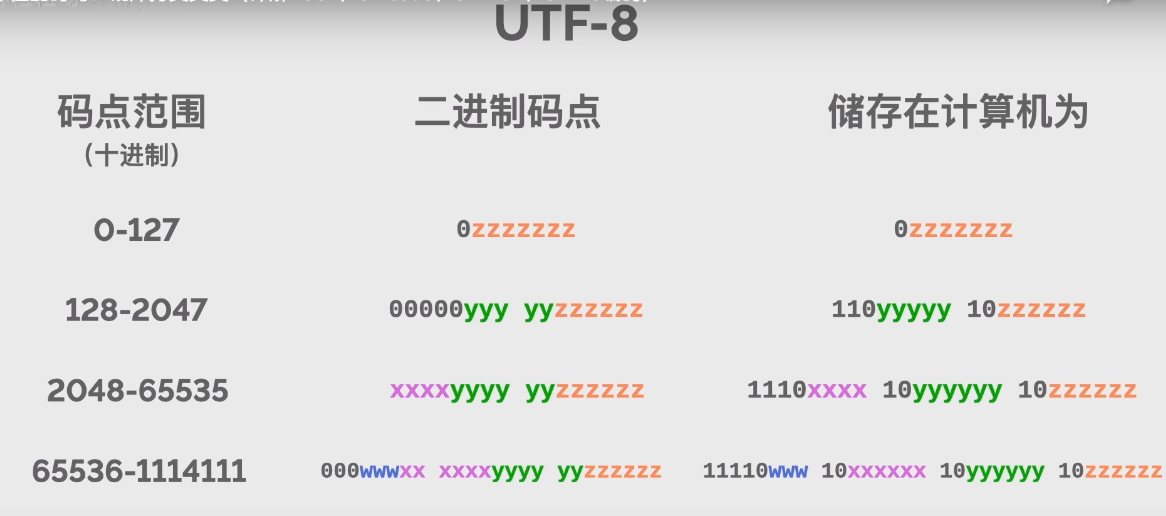 UTF-8
码点范围 二进制码点 储存在计算机为
(十进制)
0-127 0zzzzzzz 0zzzzzzz
128-2047 00000yyy yyzzzzzz 110yyyyy 10zzzzzz
2048-65535 xxxxyyyy yyzzzzzz 1110xxxx 10yyyyyy 10zzzzzz
65536-1114111 000wwwxx xxxxyyyy yyzzzzzz 11110www 10xxxxxx 10yyyyyy 10zzzzzz